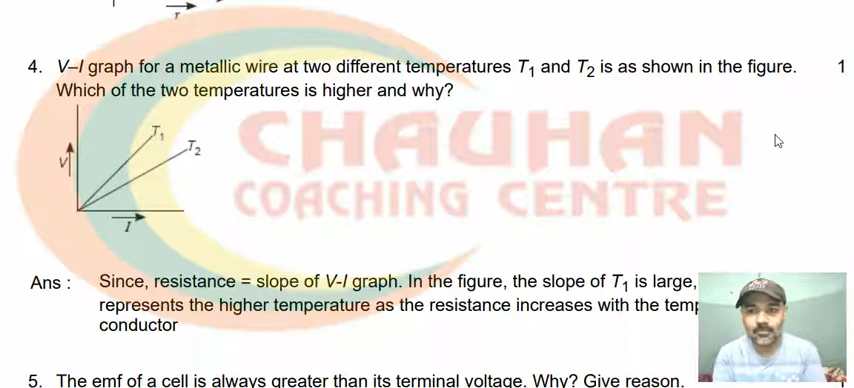 r
4. V–I graph for a metallic wire at two different temperatures T1 and T2 is as shown in the figure. 1
Which of the two temperatures is higher and why?
T1
T2
V
I
CHAUHAN
COACHING CENTRE
Ans : Since, resistance = slope of V-I graph. In the figure, the slope of T1 is large,
represents the higher temperature as the resistance increases with the
conductor
5. The emf of a cell is always greater than its terminal voltage. Why? Give reason.